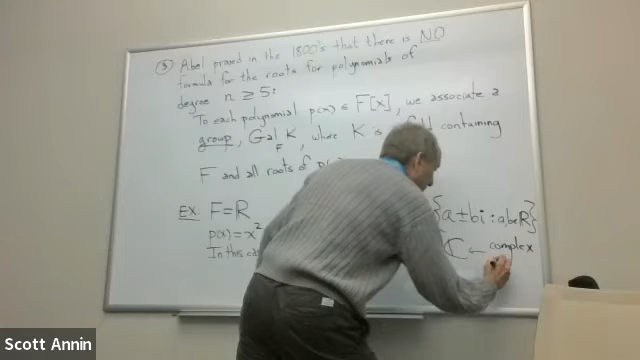 ③ Abel proved in the 1800's that there is NO
formula for the roots for polynomials of
degree n ≥ 5:
To each polynomial p(x) ∈ F[x], we associate a
group, Gal_F K, where K is a field containing
F and all roots of p(x)
EX: F=R
{a±bi : a,b∈R}
p(x)=x²
ℂ ← complex
In this
Scott Annin